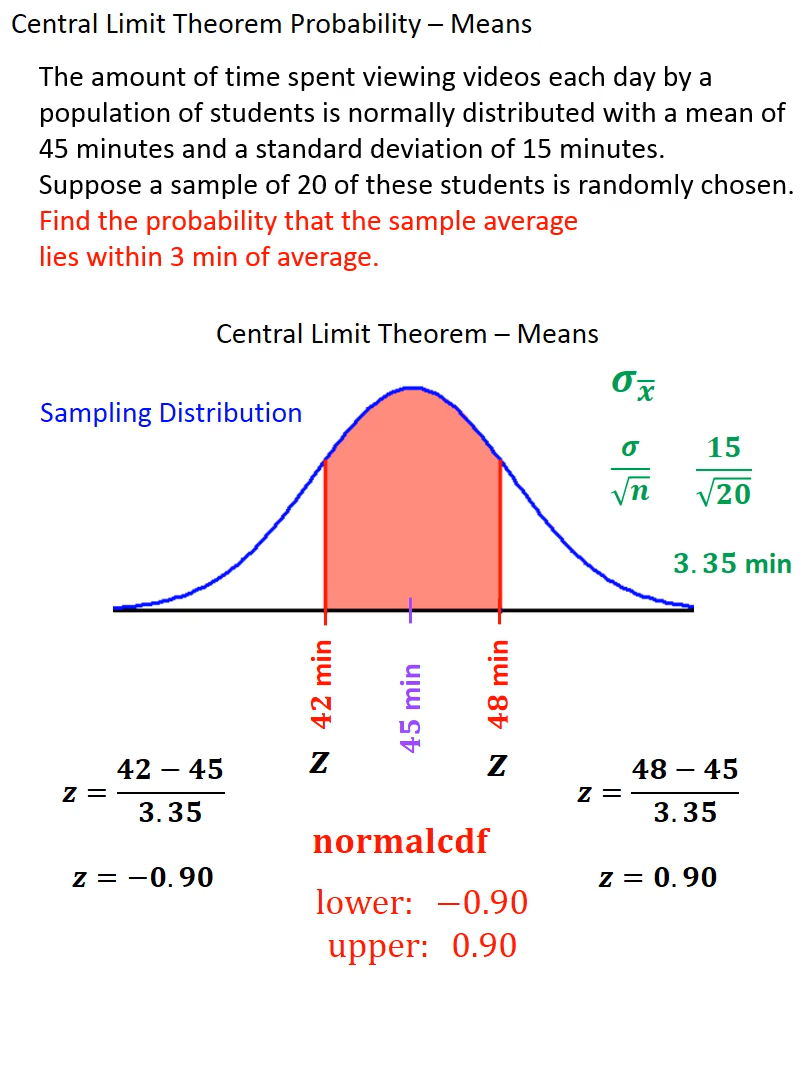 Central Limit Theorem Probability – Means
The amount of time spent viewing videos each day by a
population of students is normally distributed with a mean of
45 minutes and a standard deviation of 15 minutes.
Suppose a sample of 20 of these students is randomly chosen.
Find the probability that the sample average
lies within 3 min of average.
Central Limit Theorem – Means
Sampling Distribution
σx̅
σ/√n 15/√20
3.35 min
42 min
45 min
48 min
z
z
z = (42 − 45)/3.35
z = −0.90
z = (48 − 45)/3.35
z = 0.90
normalcdf
lower: −0.90
upper: 0.90